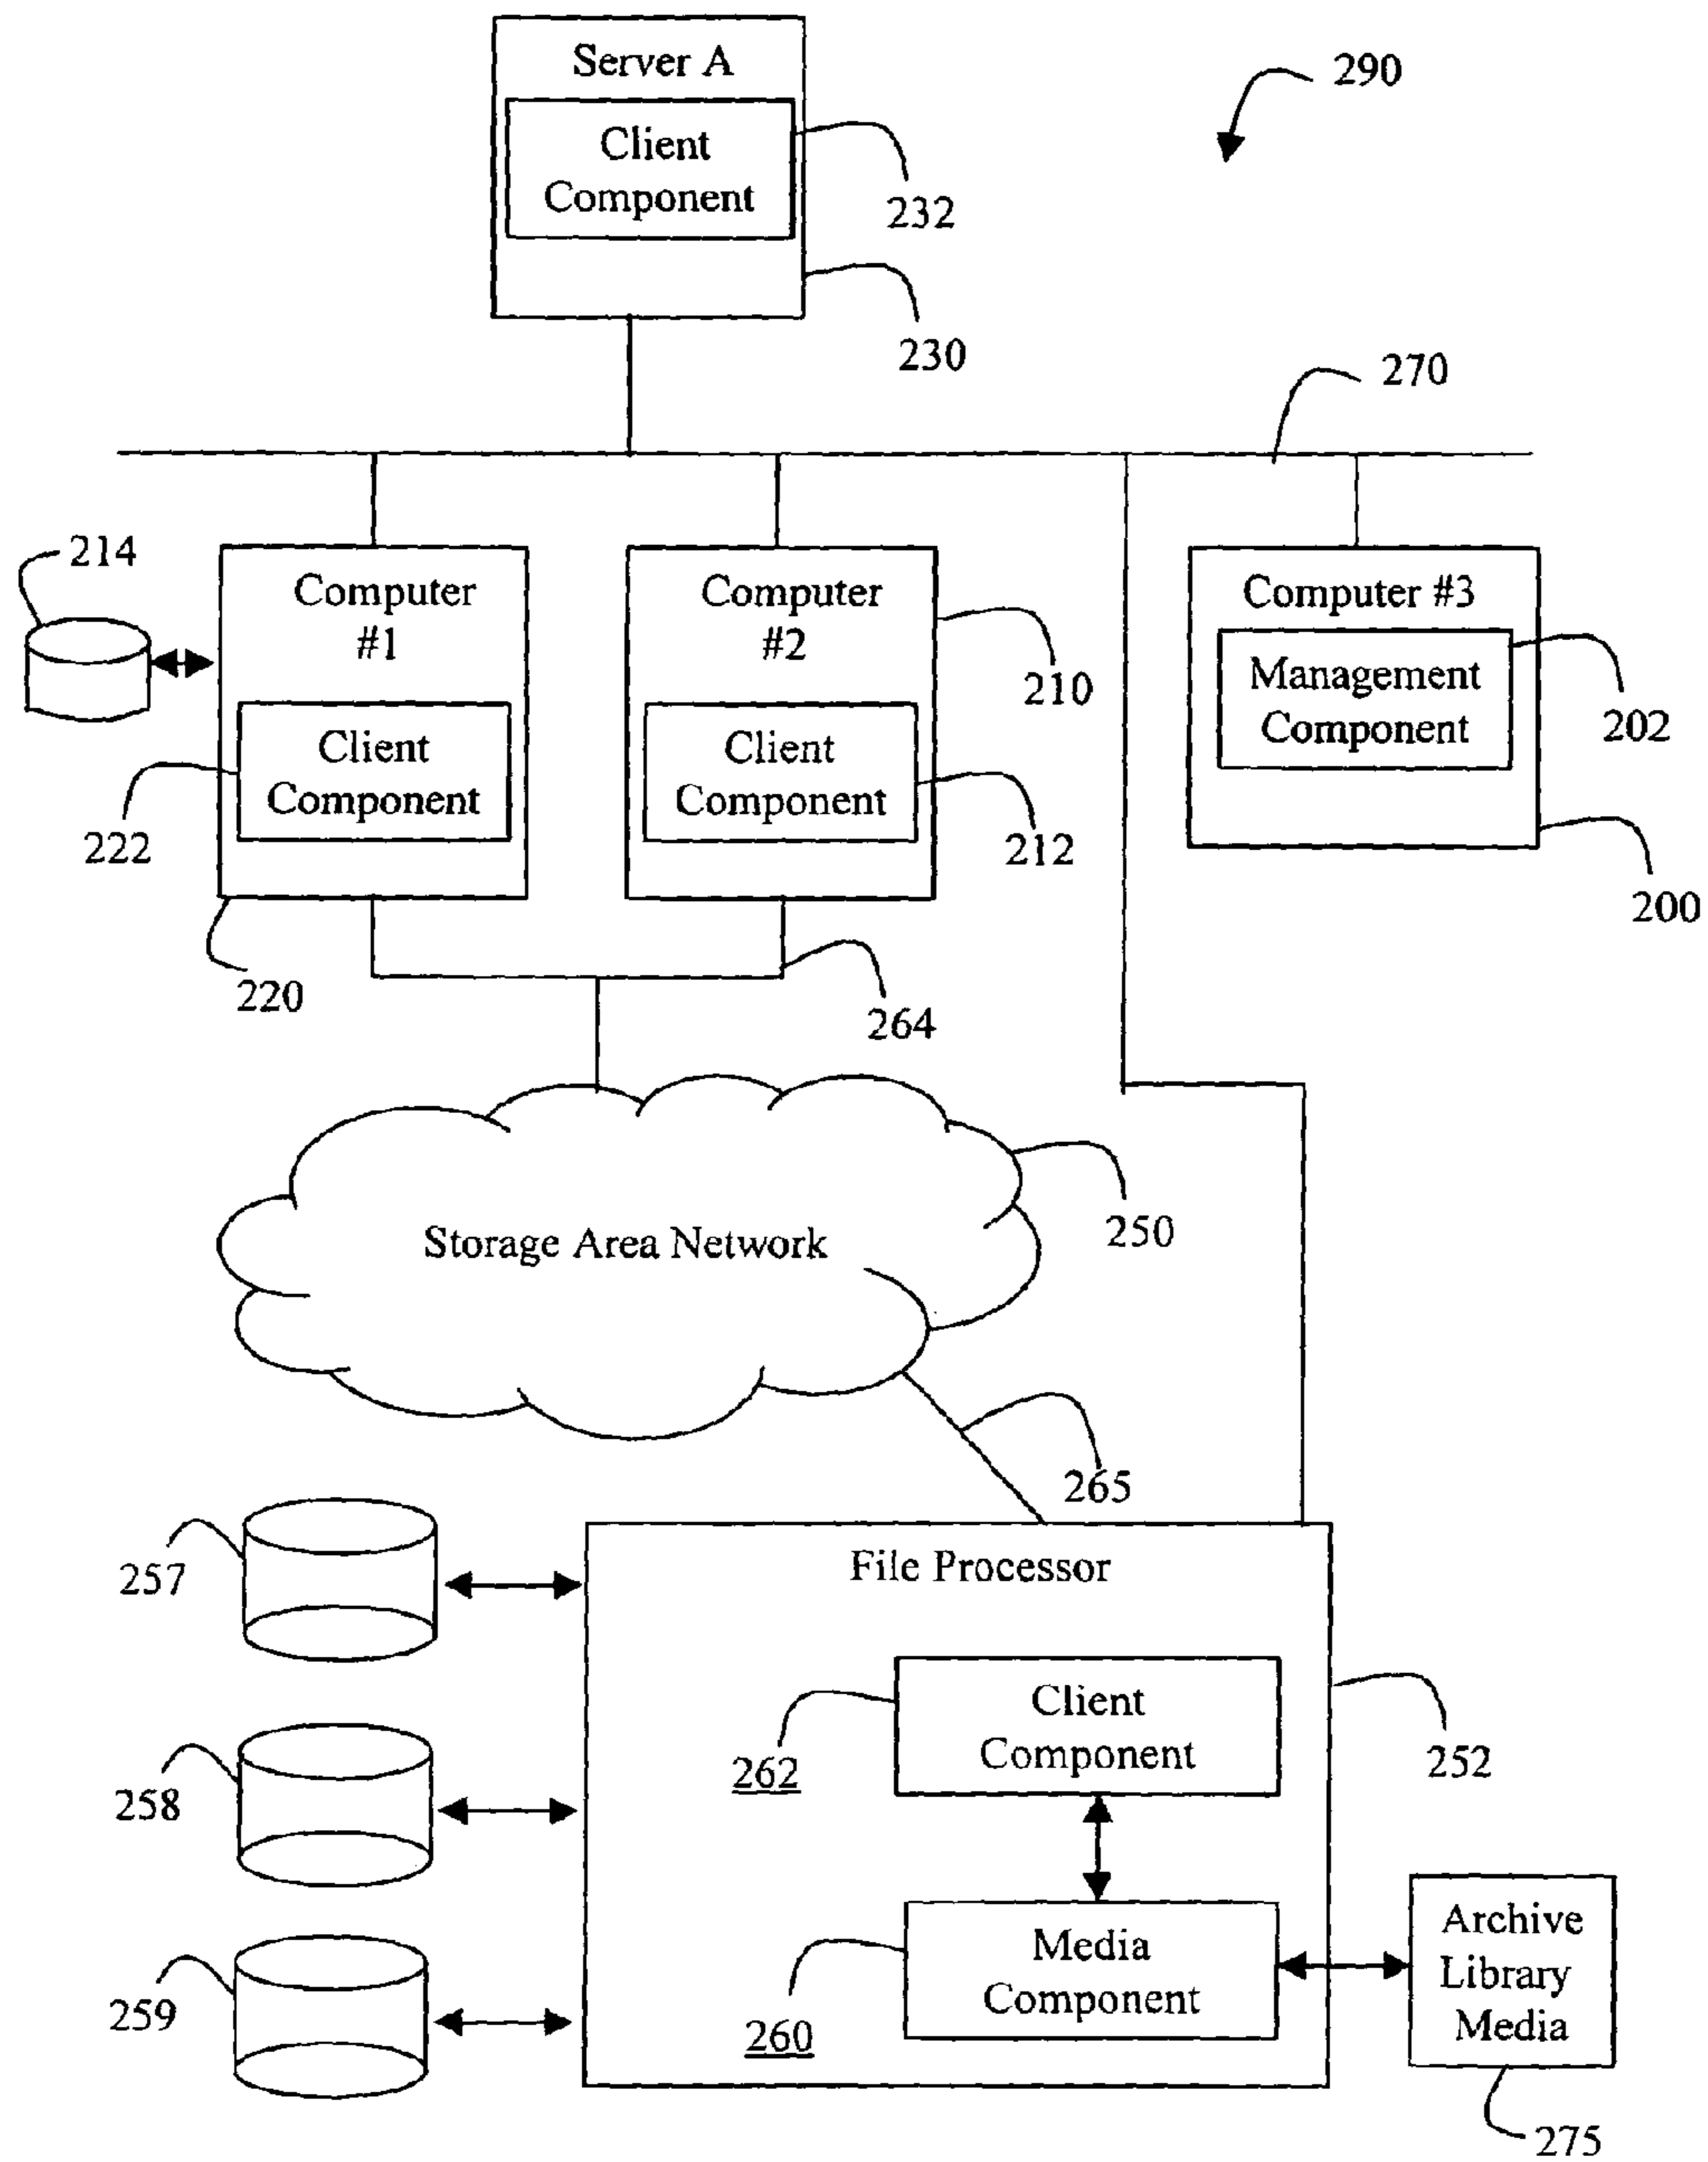 Server A
290
Client
Component
232
230
270
214
Computer
#1
Computer
#2
Computer #3
210
Management
Component
202
Client
Component
Client
Component
222
212
200
220
264
250
Storage Area Network
265
257
File Processor
Client
Component
262
252
258
Archive
Library
Media
Media
Component
259
260
275